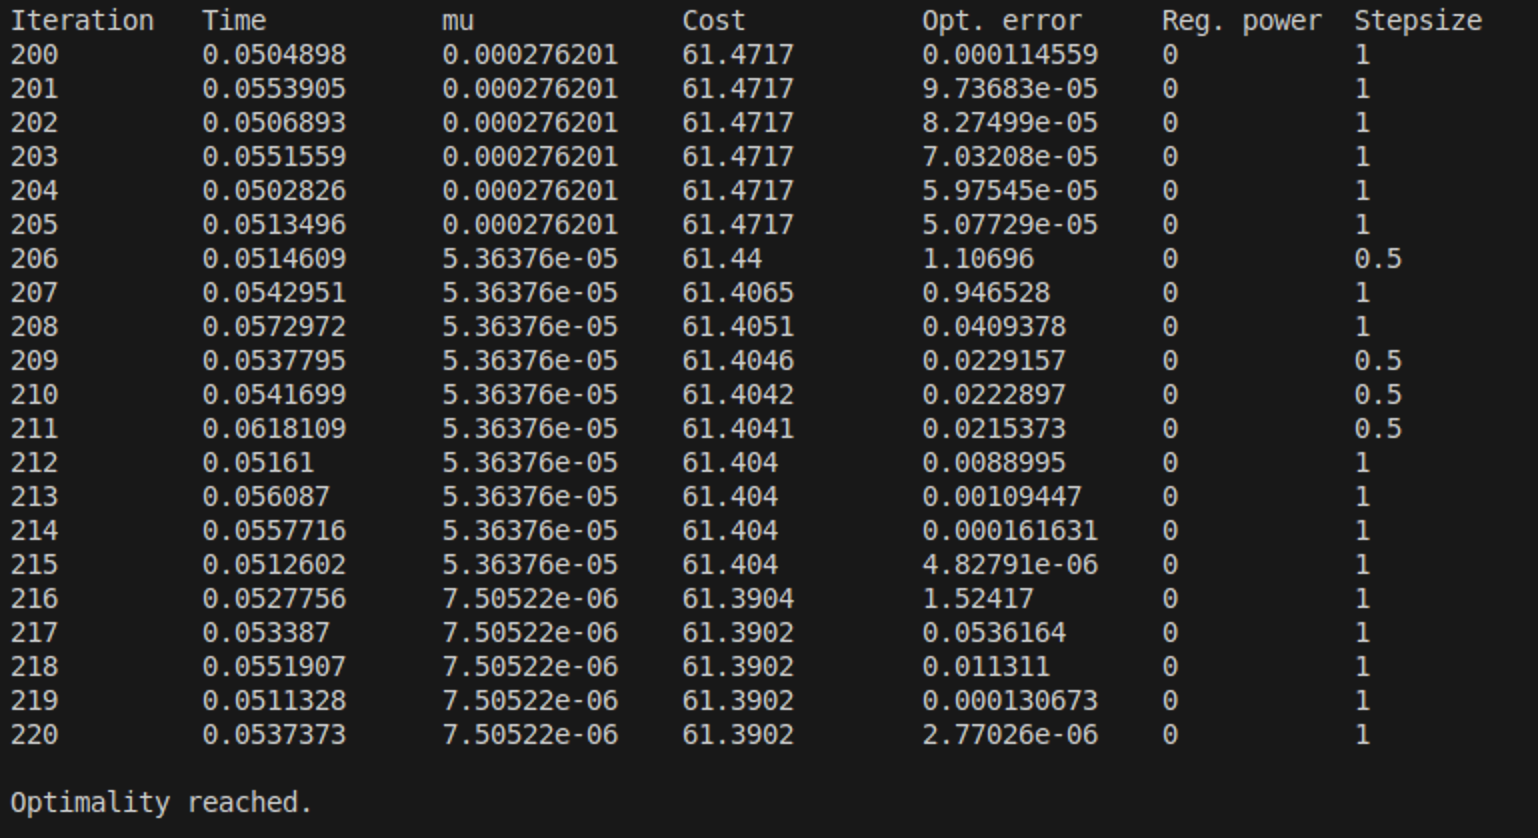 Iteration Time mu Cost Opt. error Reg. power Stepsize
200 0.0504898 0.000276201 61.4717 0.000114559 0 1
201 0.0553905 0.000276201 61.4717 9.73683e-05 0 1
202 0.0506893 0.000276201 61.4717 8.27499e-05 0 1
203 0.0551559 0.000276201 61.4717 7.03208e-05 0 1
204 0.0502826 0.000276201 61.4717 5.97545e-05 0 1
205 0.0513496 0.000276201 61.4717 5.07729e-05 0 1
206 0.0514609 5.36376e-05 61.44 1.10696 0 0.5
207 0.0542951 5.36376e-05 61.4065 0.946528 0 1
208 0.0572972 5.36376e-05 61.4051 0.0409378 0 1
209 0.0537795 5.36376e-05 61.4046 0.0229157 0 0.5
210 0.0541699 5.36376e-05 61.4042 0.0222897 0 0.5
211 0.0618109 5.36376e-05 61.4041 0.0215373 0 0.5
212 0.05161 5.36376e-05 61.404 0.0088995 0 1
213 0.056087 5.36376e-05 61.404 0.00109447 0 1
214 0.0557716 5.36376e-05 61.404 0.000161631 0 1
215 0.0512602 5.36376e-05 61.404 4.82791e-06 0 1
216 0.0527756 7.50522e-06 61.3904 1.52417 0 1
217 0.053387 7.50522e-06 61.3902 0.0536164 0 1
218 0.0551907 7.50522e-06 61.3902 0.011311 0 1
219 0.0511328 7.50522e-06 61.3902 0.000130673 0 1
220 0.0537373 7.50522e-06 61.3902 2.77026e-06 0 1
Optimality reached.